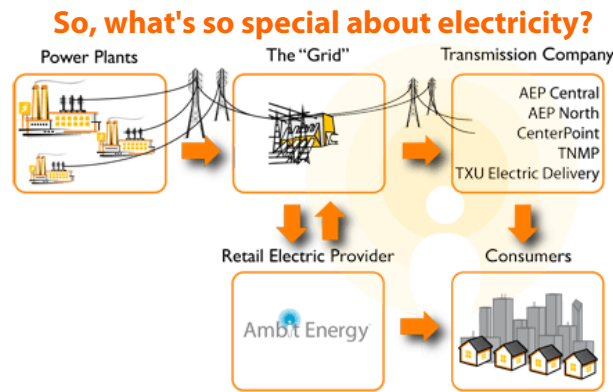 So, what's so special about electricity?
Power Plants
The “Grid”
Transmission Company
AEP Central
AEP North
CenterPoint
TNMP
TXU Electric Delivery
Retail Electric Provider
Consumers
Ambit Energy